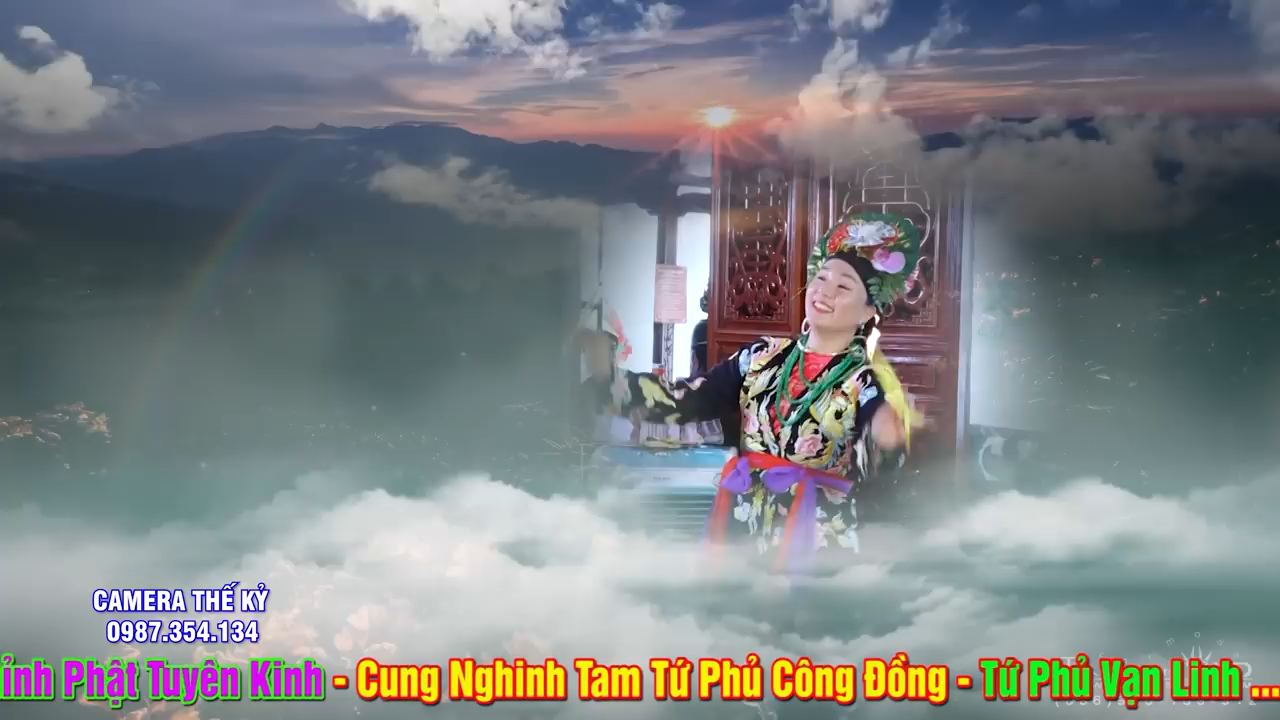 CAMERA THẾ KỶ
0987.354.134
ỉnh Phật Tuyên Kinh - Cung Nghinh Tam Tứ Phủ Công Đồng - Tứ Phủ Vạn Linh ...